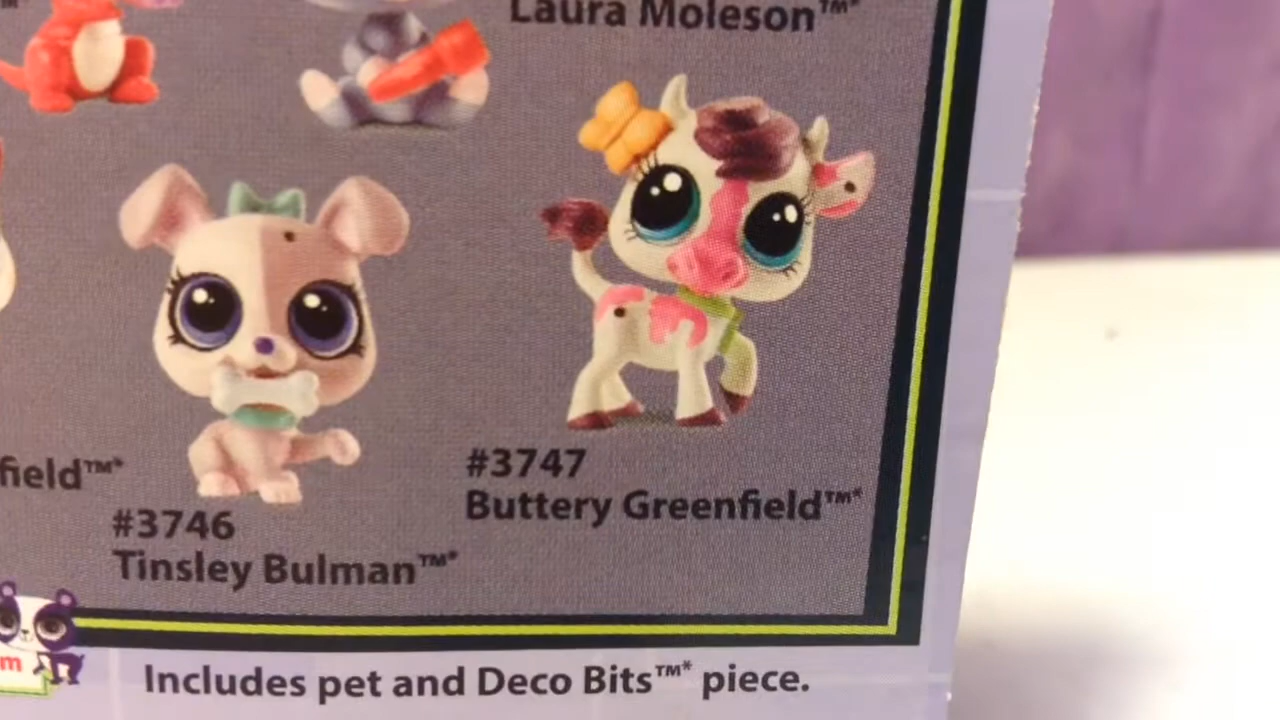 Laura Moleson™*
field™*
#3747
Buttery Greenfield™*
#3746
Tinsley Bulman™*
m
Includes pet and Deco Bits™* piece.